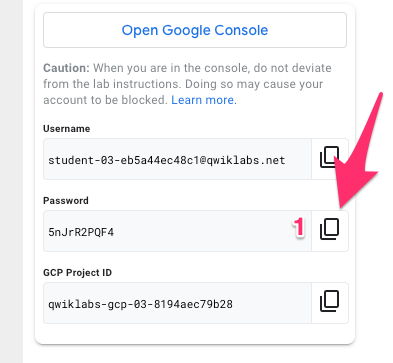 Open Google Console
Caution: When you are in the console, do not deviate
from the lab instructions. Doing so may cause your
account to be blocked. Learn more.
Username
student-03-eb5a44ec48c1@qwiklabs.net
Password
5nJrR2PQF4
1
GCP Project ID
qwiklabs-gcp-03-8194aec79b28